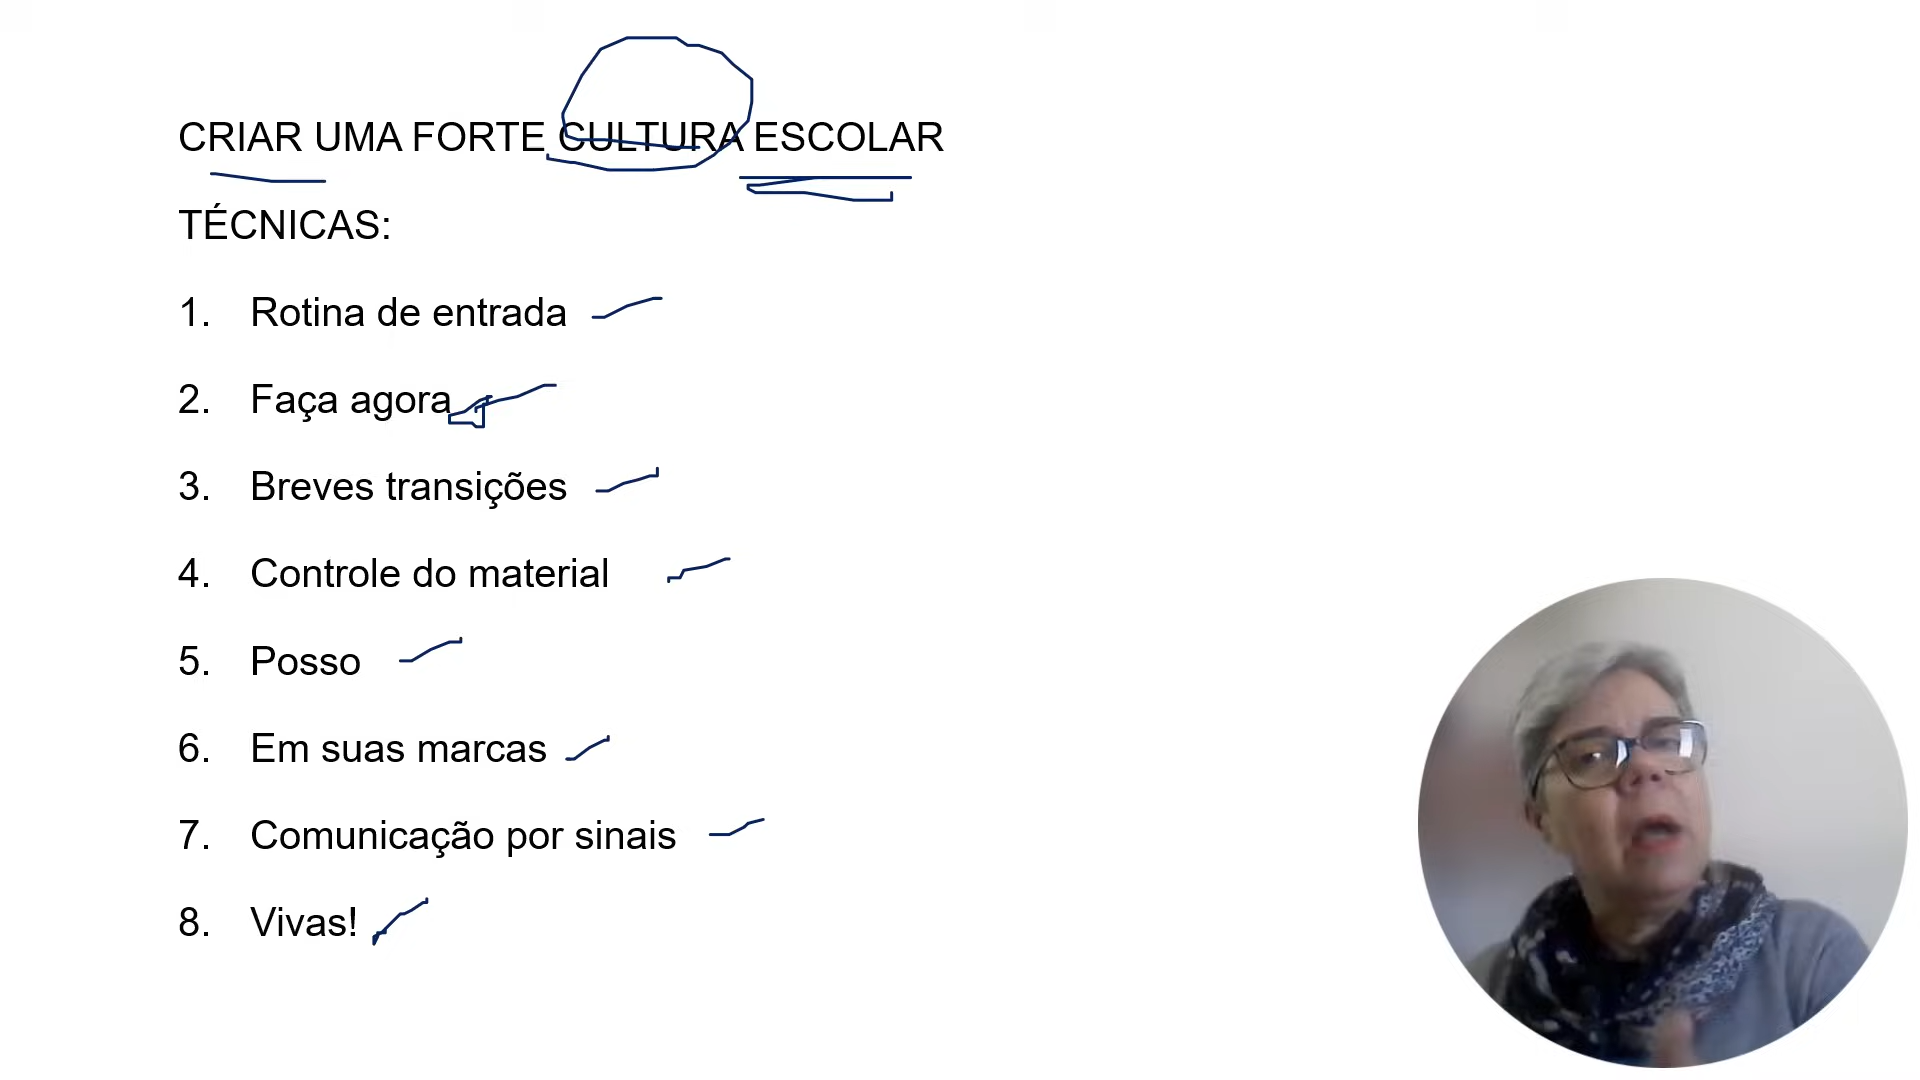 CRIAR UMA FORTE CULTURA ESCOLAR
TÉCNICAS:
1. Rotina de entrada
2. Faça agora
3. Breves transições
4. Controle do material
5. Posso
6. Em suas marcas
7. Comunicação por sinais
8. Vivas!